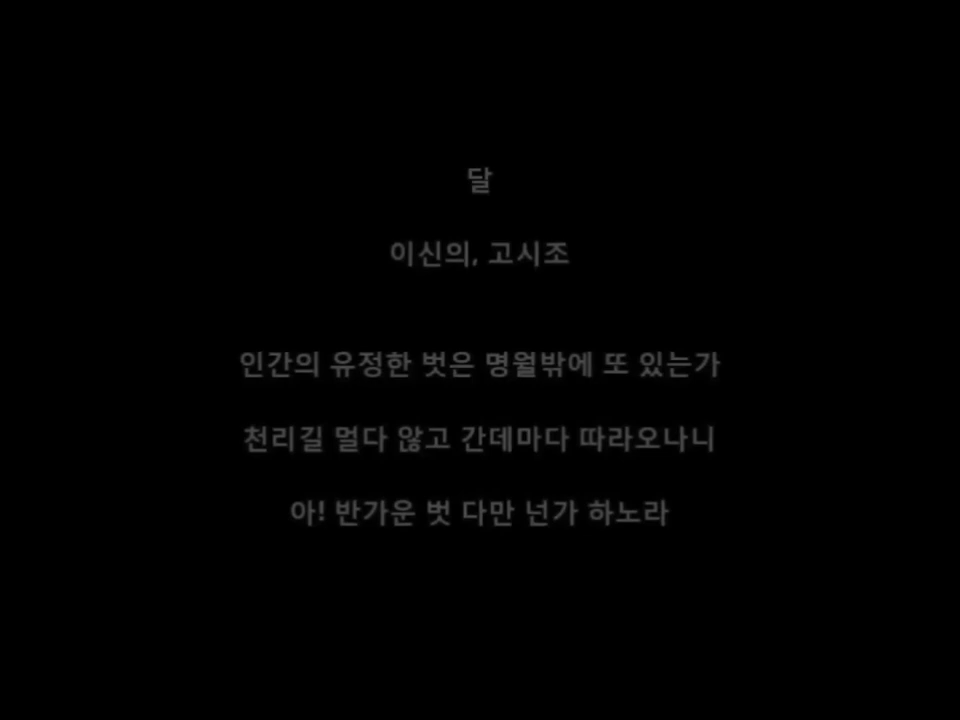 달
이신의, 고시조
인간의 유정한 벗은 명월밖에 또 있는가
천리길 멀다 않고 간데마다 따라오나니
아! 반가운 벗 다만 넌가 하노라